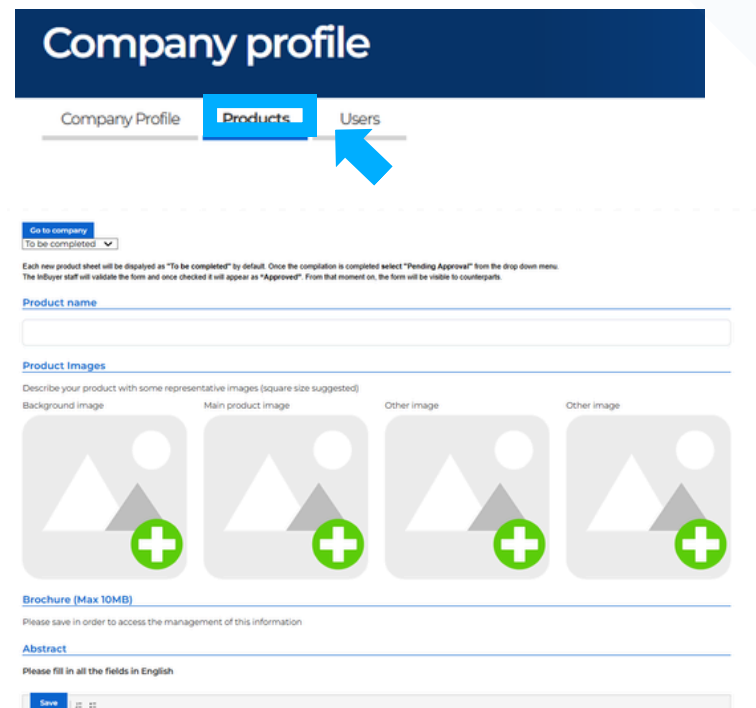 Company profile
Company Profile Products Users
Go to company
To be completed
Each new product sheet will be dispalyed as "To be completed" by default. Once the compilation is completed select "Pending Approval" from the drop down menu.
The InBuyer staff will validate the form and once checked it will appear as "Approved". From that moment on, the form will be visible to counterparts.
Product name
Product Images
Describe your product with some representative images (square size suggested)
Background image Main product image Other image Other image
Brochure (Max 10MB)
Please save in order to access the management of this information
Abstract
Please fill in all the fields in English
Save